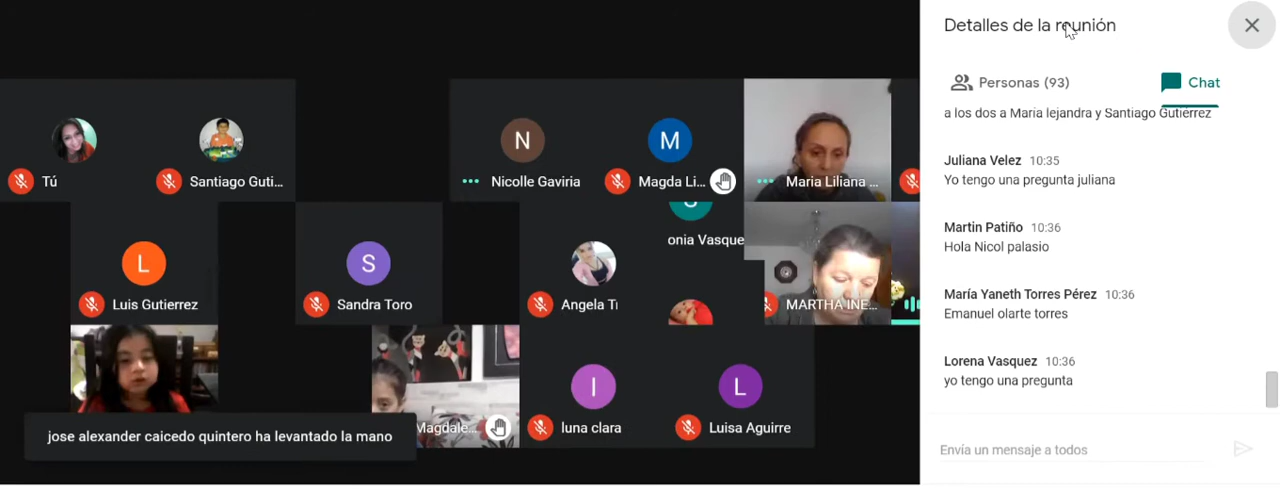 Detalles de la reunión
Personas (93)
Chat
a los dos a Maria lejandra y Santiago Gutierrez
Juliana Velez 10:35
Yo tengo una pregunta juliana
Martin Patiño 10:36
Hola Nicol palasio
María Yaneth Torres Pérez 10:36
Emanuel olarte torres
Lorena Vasquez 10:36
yo tengo una pregunta
Envía un mensaje a todos
Tú
Santiago Guti...
N
Nicolle Gaviria
M
Magda Li...
Maria Liliana ...
L
Luis Gutierrez
S
Sandra Toro
Angela Ti
onia Vasque
MARTHA INE...
Magdale...
I
luna clara
L
Luisa Aguirre
jose alexander caicedo quintero ha levantado la mano